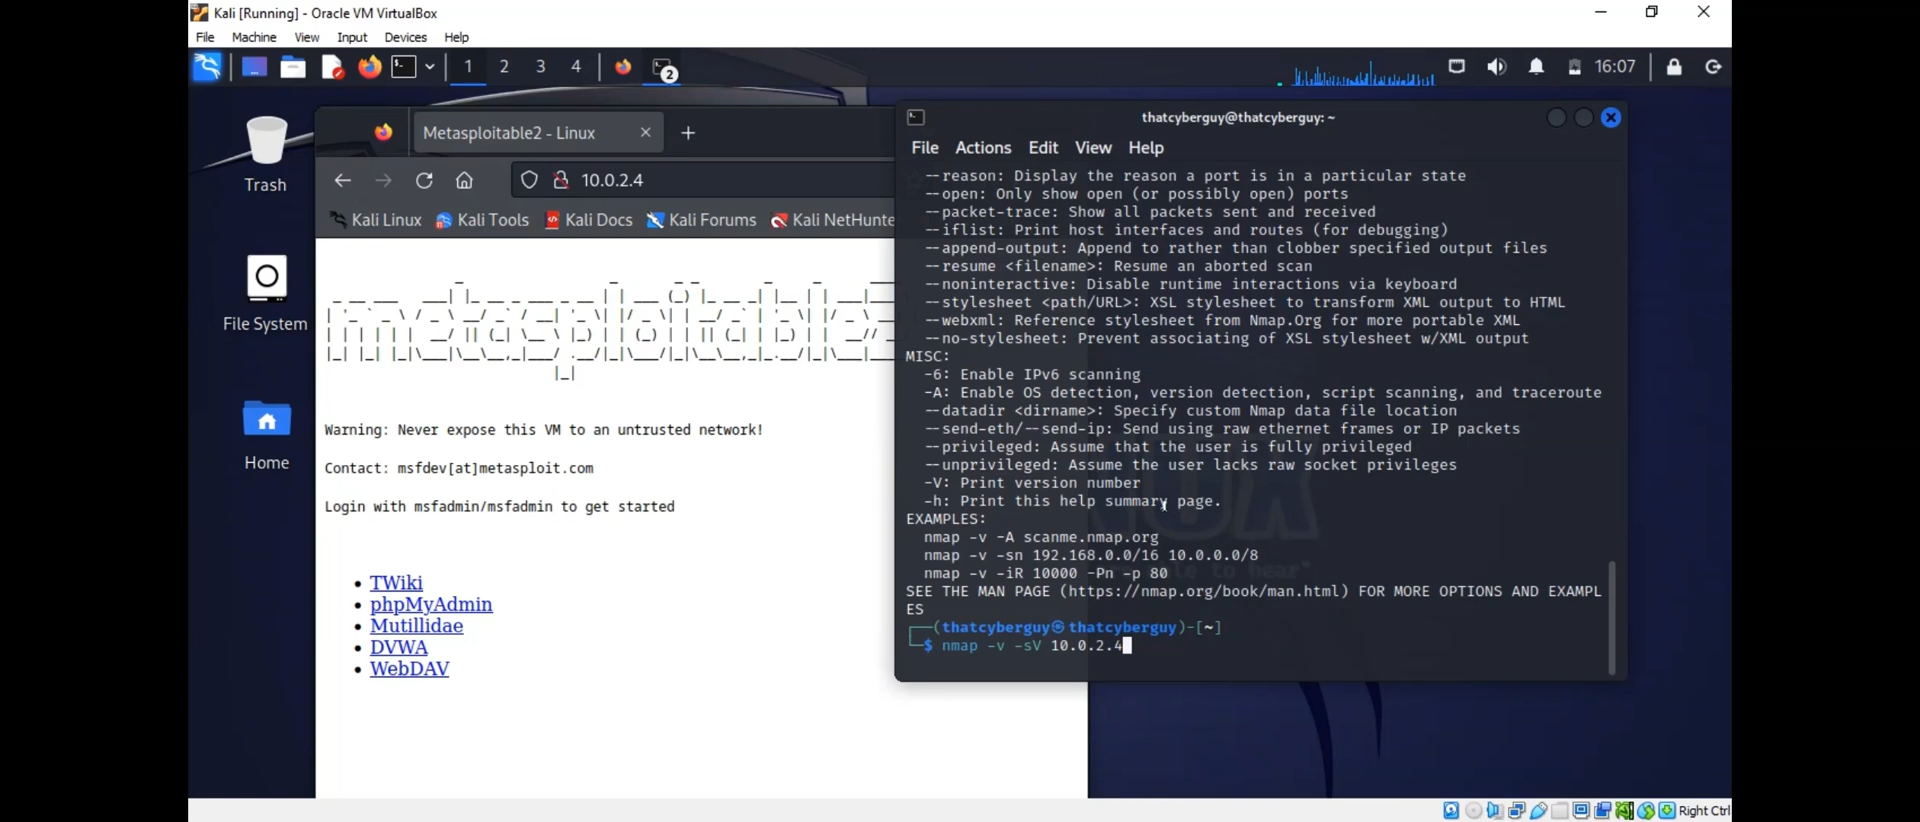 Kali [Running] - Oracle VM VirtualBox
File Machine View Input Devices Help
1 2 3 4 2 16:07
Trash
File System
Home
Metasploitable2 - Linux
10.0.2.4
Kali Linux Kali Tools Kali Docs Kali Forums Kali NetHunte
metasploitable2
Warning: Never expose this VM to an untrusted network!
Contact: msfdev[at]metasploit.com
Login with msfadmin/msfadmin to get started
• TWiki
• phpMyAdmin
• Mutillidae
• DVWA
• WebDAV
thatcyberguy@thatcyberguy: ~
File Actions Edit View Help
--reason: Display the reason a port is in a particular state
--open: Only show open (or possibly open) ports
--packet-trace: Show all packets sent and received
--iflist: Print host interfaces and routes (for debugging)
--append-output: Append to rather than clobber specified output files
--resume <filename>: Resume an aborted scan
--noninteractive: Disable runtime interactions via keyboard
--stylesheet <path/URL>: XSL stylesheet to transform XML output to HTML
--webxml: Reference stylesheet from Nmap.Org for more portable XML
--no-stylesheet: Prevent associating of XSL stylesheet w/XML output
MISC:
-6: Enable IPv6 scanning
-A: Enable OS detection, version detection, script scanning, and traceroute
--datadir <dirname>: Specify custom Nmap data file location
--send-eth/--send-ip: Send using raw ethernet frames or IP packets
--privileged: Assume that the user is fully privileged
--unprivileged: Assume the user lacks raw socket privileges
-V: Print version number
-h: Print this help summary page.
EXAMPLES:
nmap -v -A scanme.nmap.org
nmap -v -sn 192.168.0.0/16 10.0.0.0/8
nmap -v -iR 10000 -Pn -p 80
SEE THE MAN PAGE (https://nmap.org/book/man.html) FOR MORE OPTIONS AND EXAMPL
ES
┌──(thatcyberguy㉿thatcyberguy)-[~]
└─$ nmap -v -sV 10.0.2.4
Right Ctrl